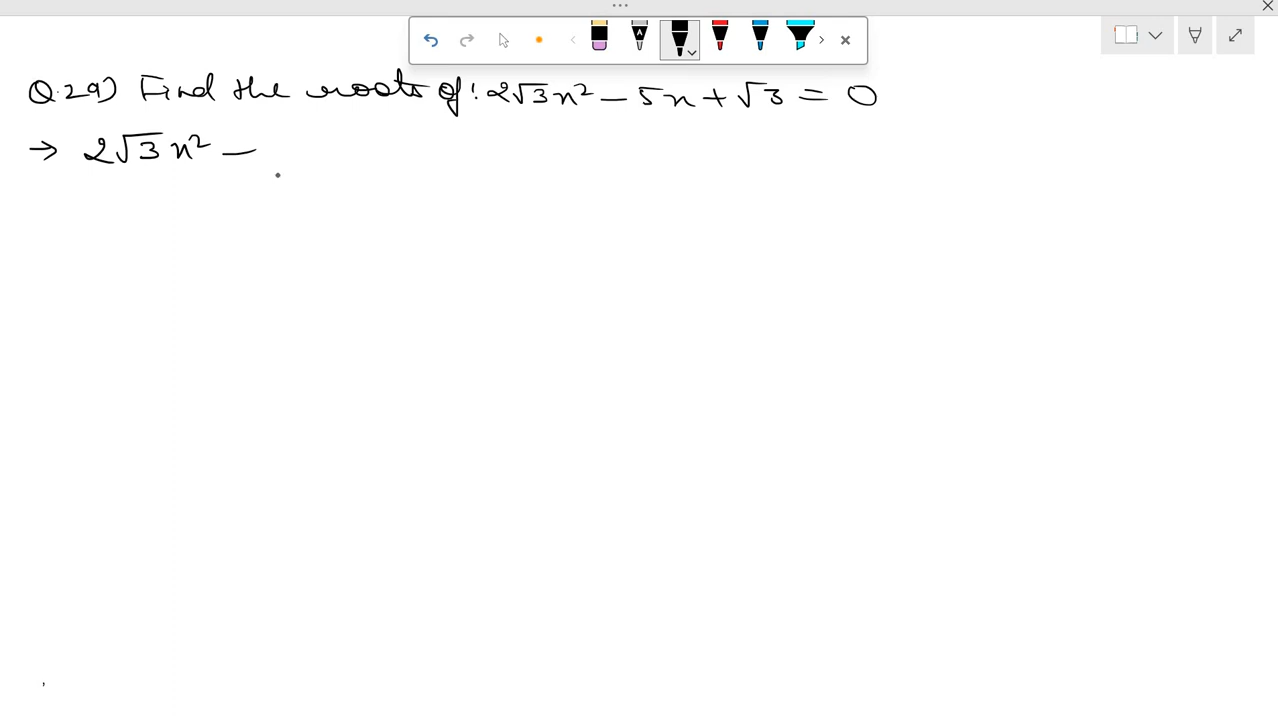 Q.29) Find the roots of: 2√3x² - 5x + √3 = 0
→ 2√3x² -